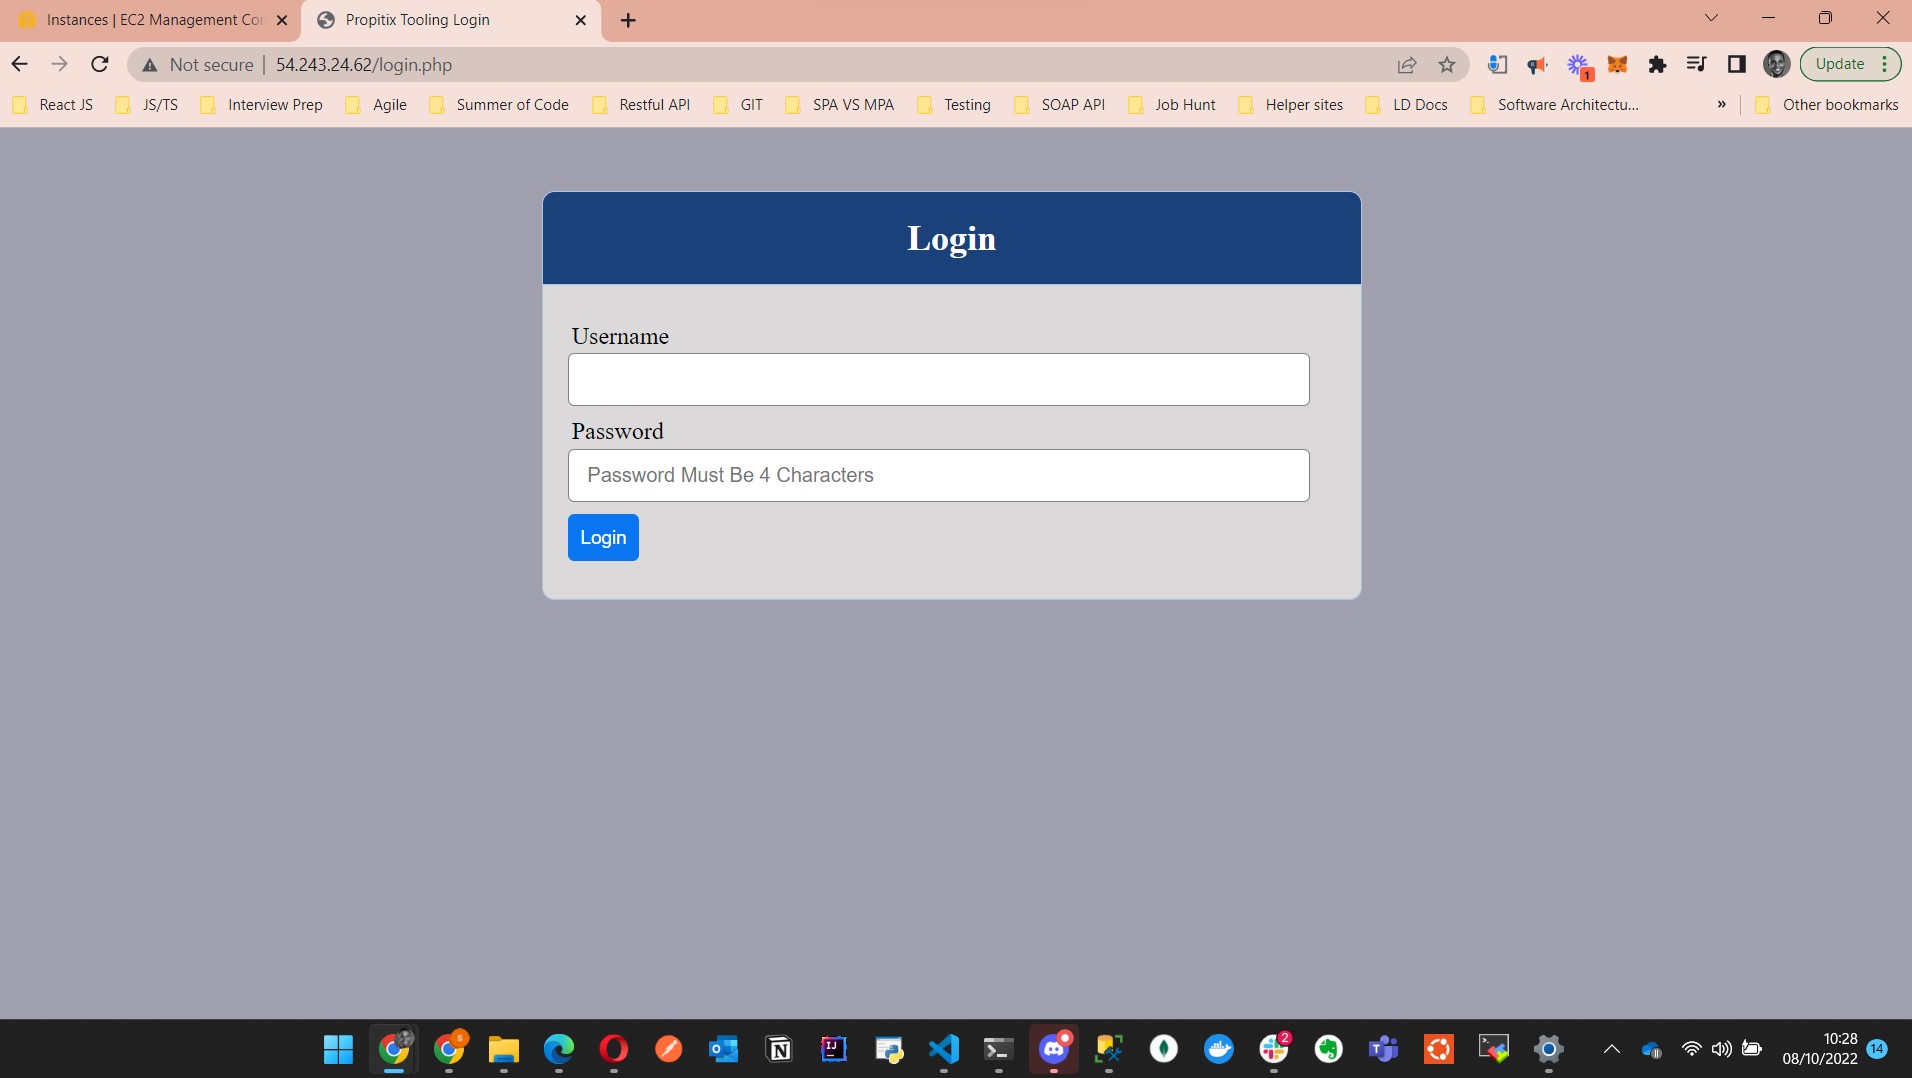 Instances | EC2 Management Cor
Propitix Tooling Login
Not secure
54.243.24.62/login.php
1
Update
React JS
JS/TS
Interview Prep
Agile
Summer of Code
Restful API
GIT
SPA VS MPA
Testing
SOAP API
Job Hunt
Helper sites
LD Docs
Software Architectu...
»
Other bookmarks
Login
Username
Password
Password Must Be 4 Characters
Login
2
10:28
08/10/2022
14